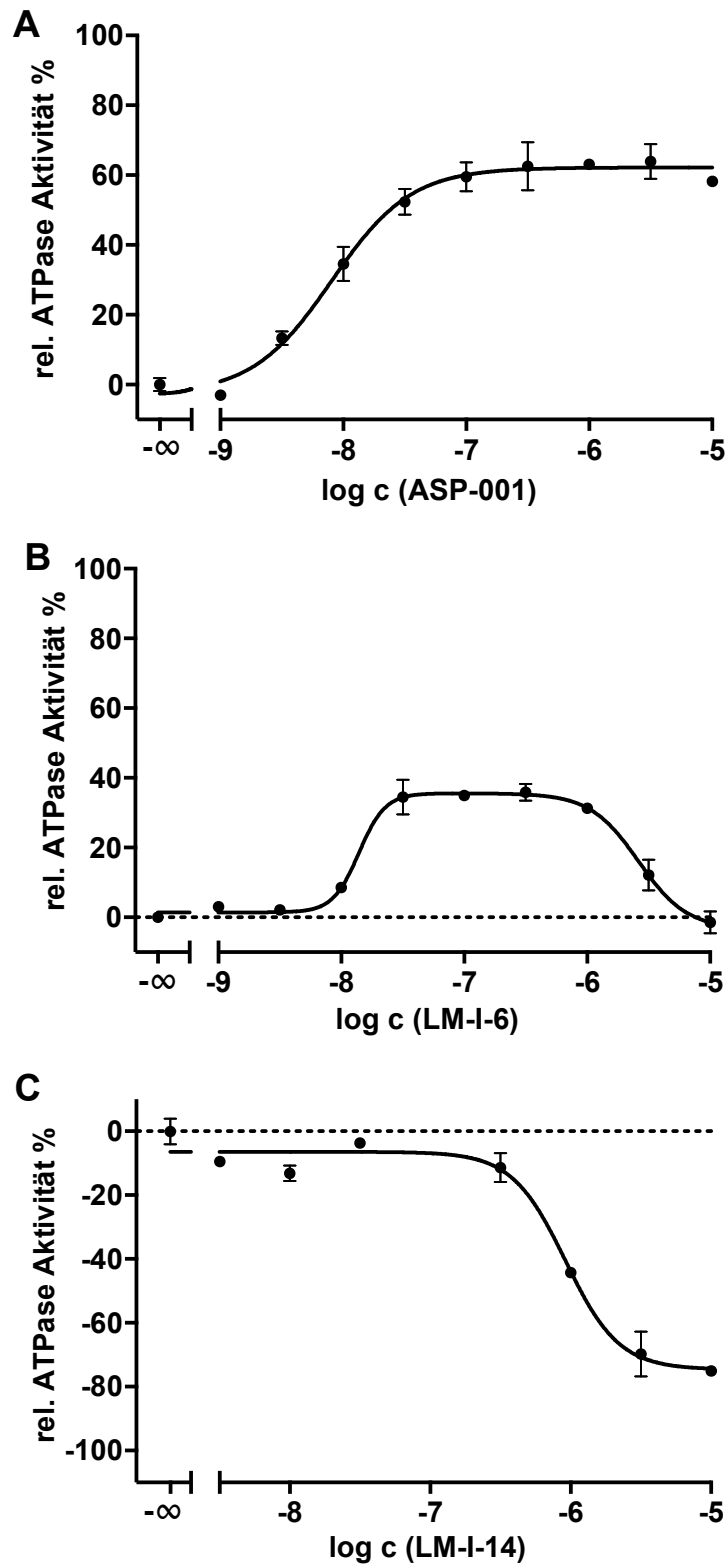 A
100
80
60
40
20
0
rel. ATPase Aktivität %
-∞ -9 -8 -7 -6 -5
log c (ASP-001)
B
100
80
60
40
20
0
rel. ATPase Aktivität %
-∞ -9 -8 -7 -6 -5
log c (LM-I-6)
C
0
-20
-40
-60
-80
-100
rel. ATPase Aktivität %
-∞ -8 -7 -6 -5
log c (LM-I-14)